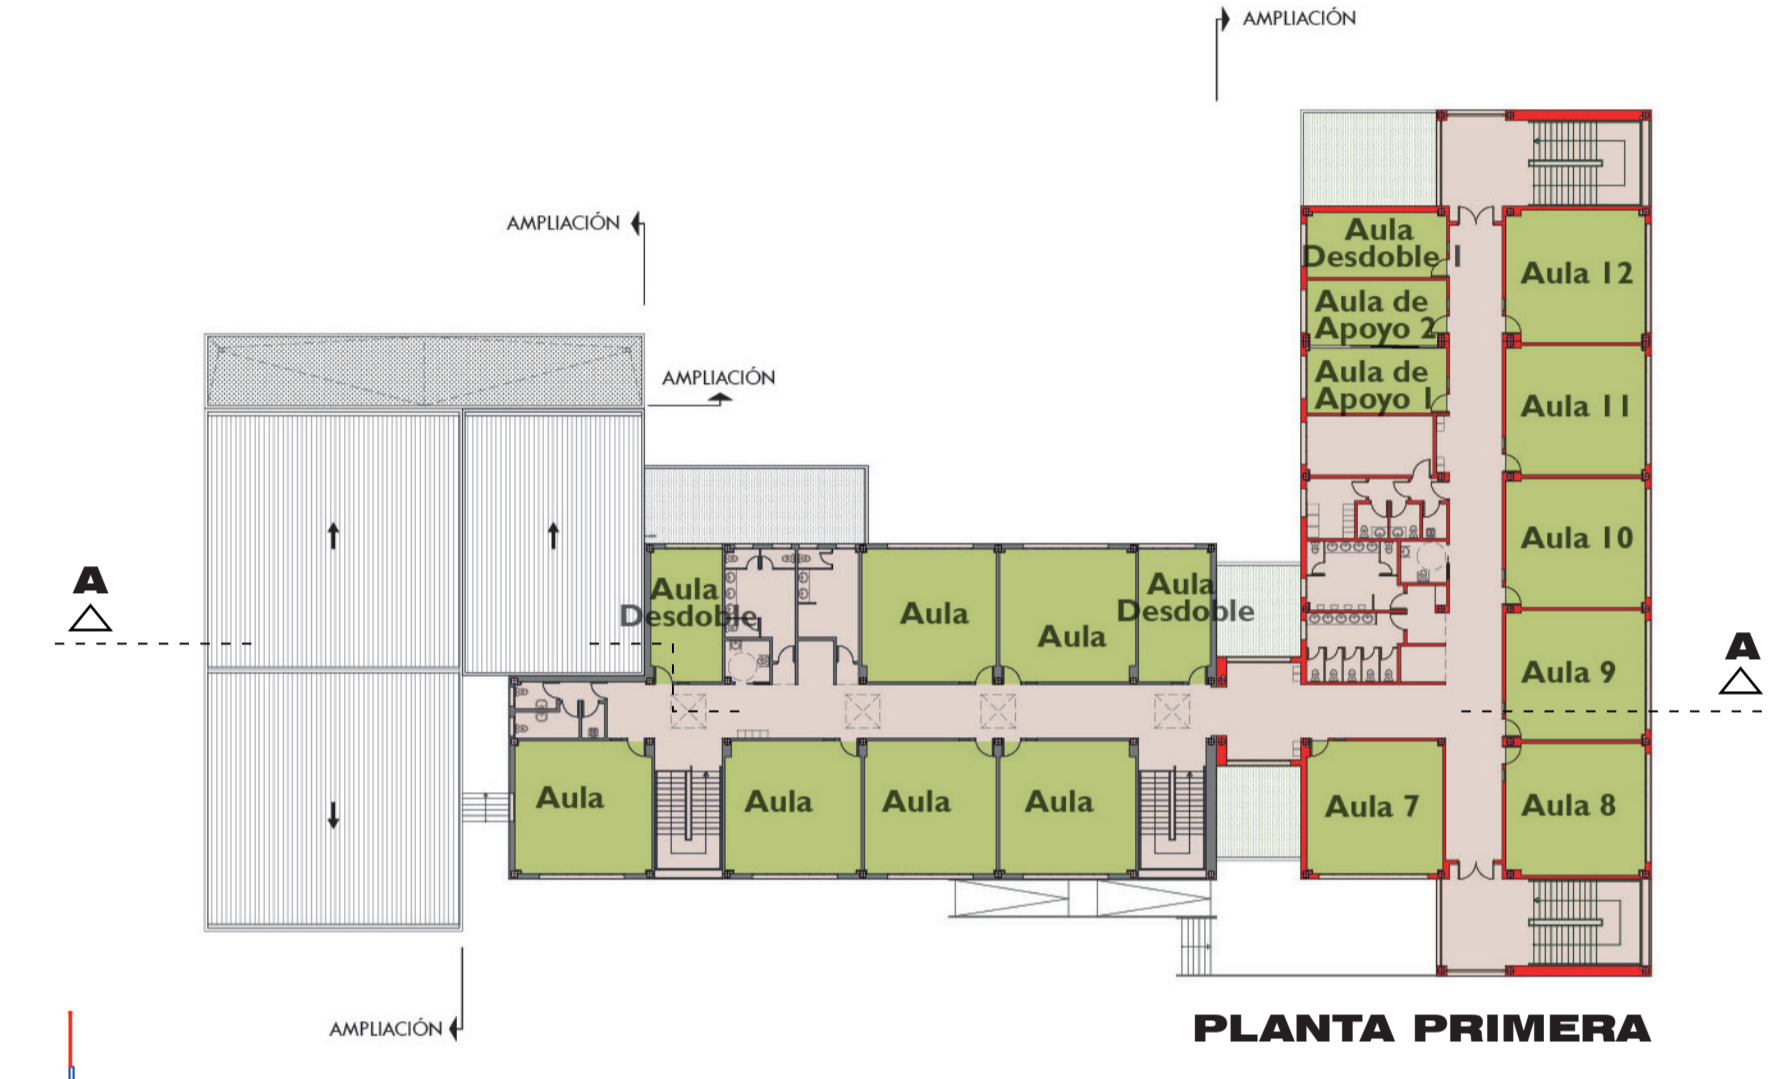 AMPLIACIÓN
AMPLIACIÓN
AMPLIACIÓN
Aula
Desdoble 1
Aula 12
Aula de
Apoyo 2
Aula de
Apoyo 1
Aula 11
Aula 10
A
Aula
Desdoble
Aula
Aula
Aula
Desdoble
Aula 9
A
Aula
Aula
Aula
Aula
Aula 7
Aula 8
AMPLIACIÓN
PLANTA PRIMERA